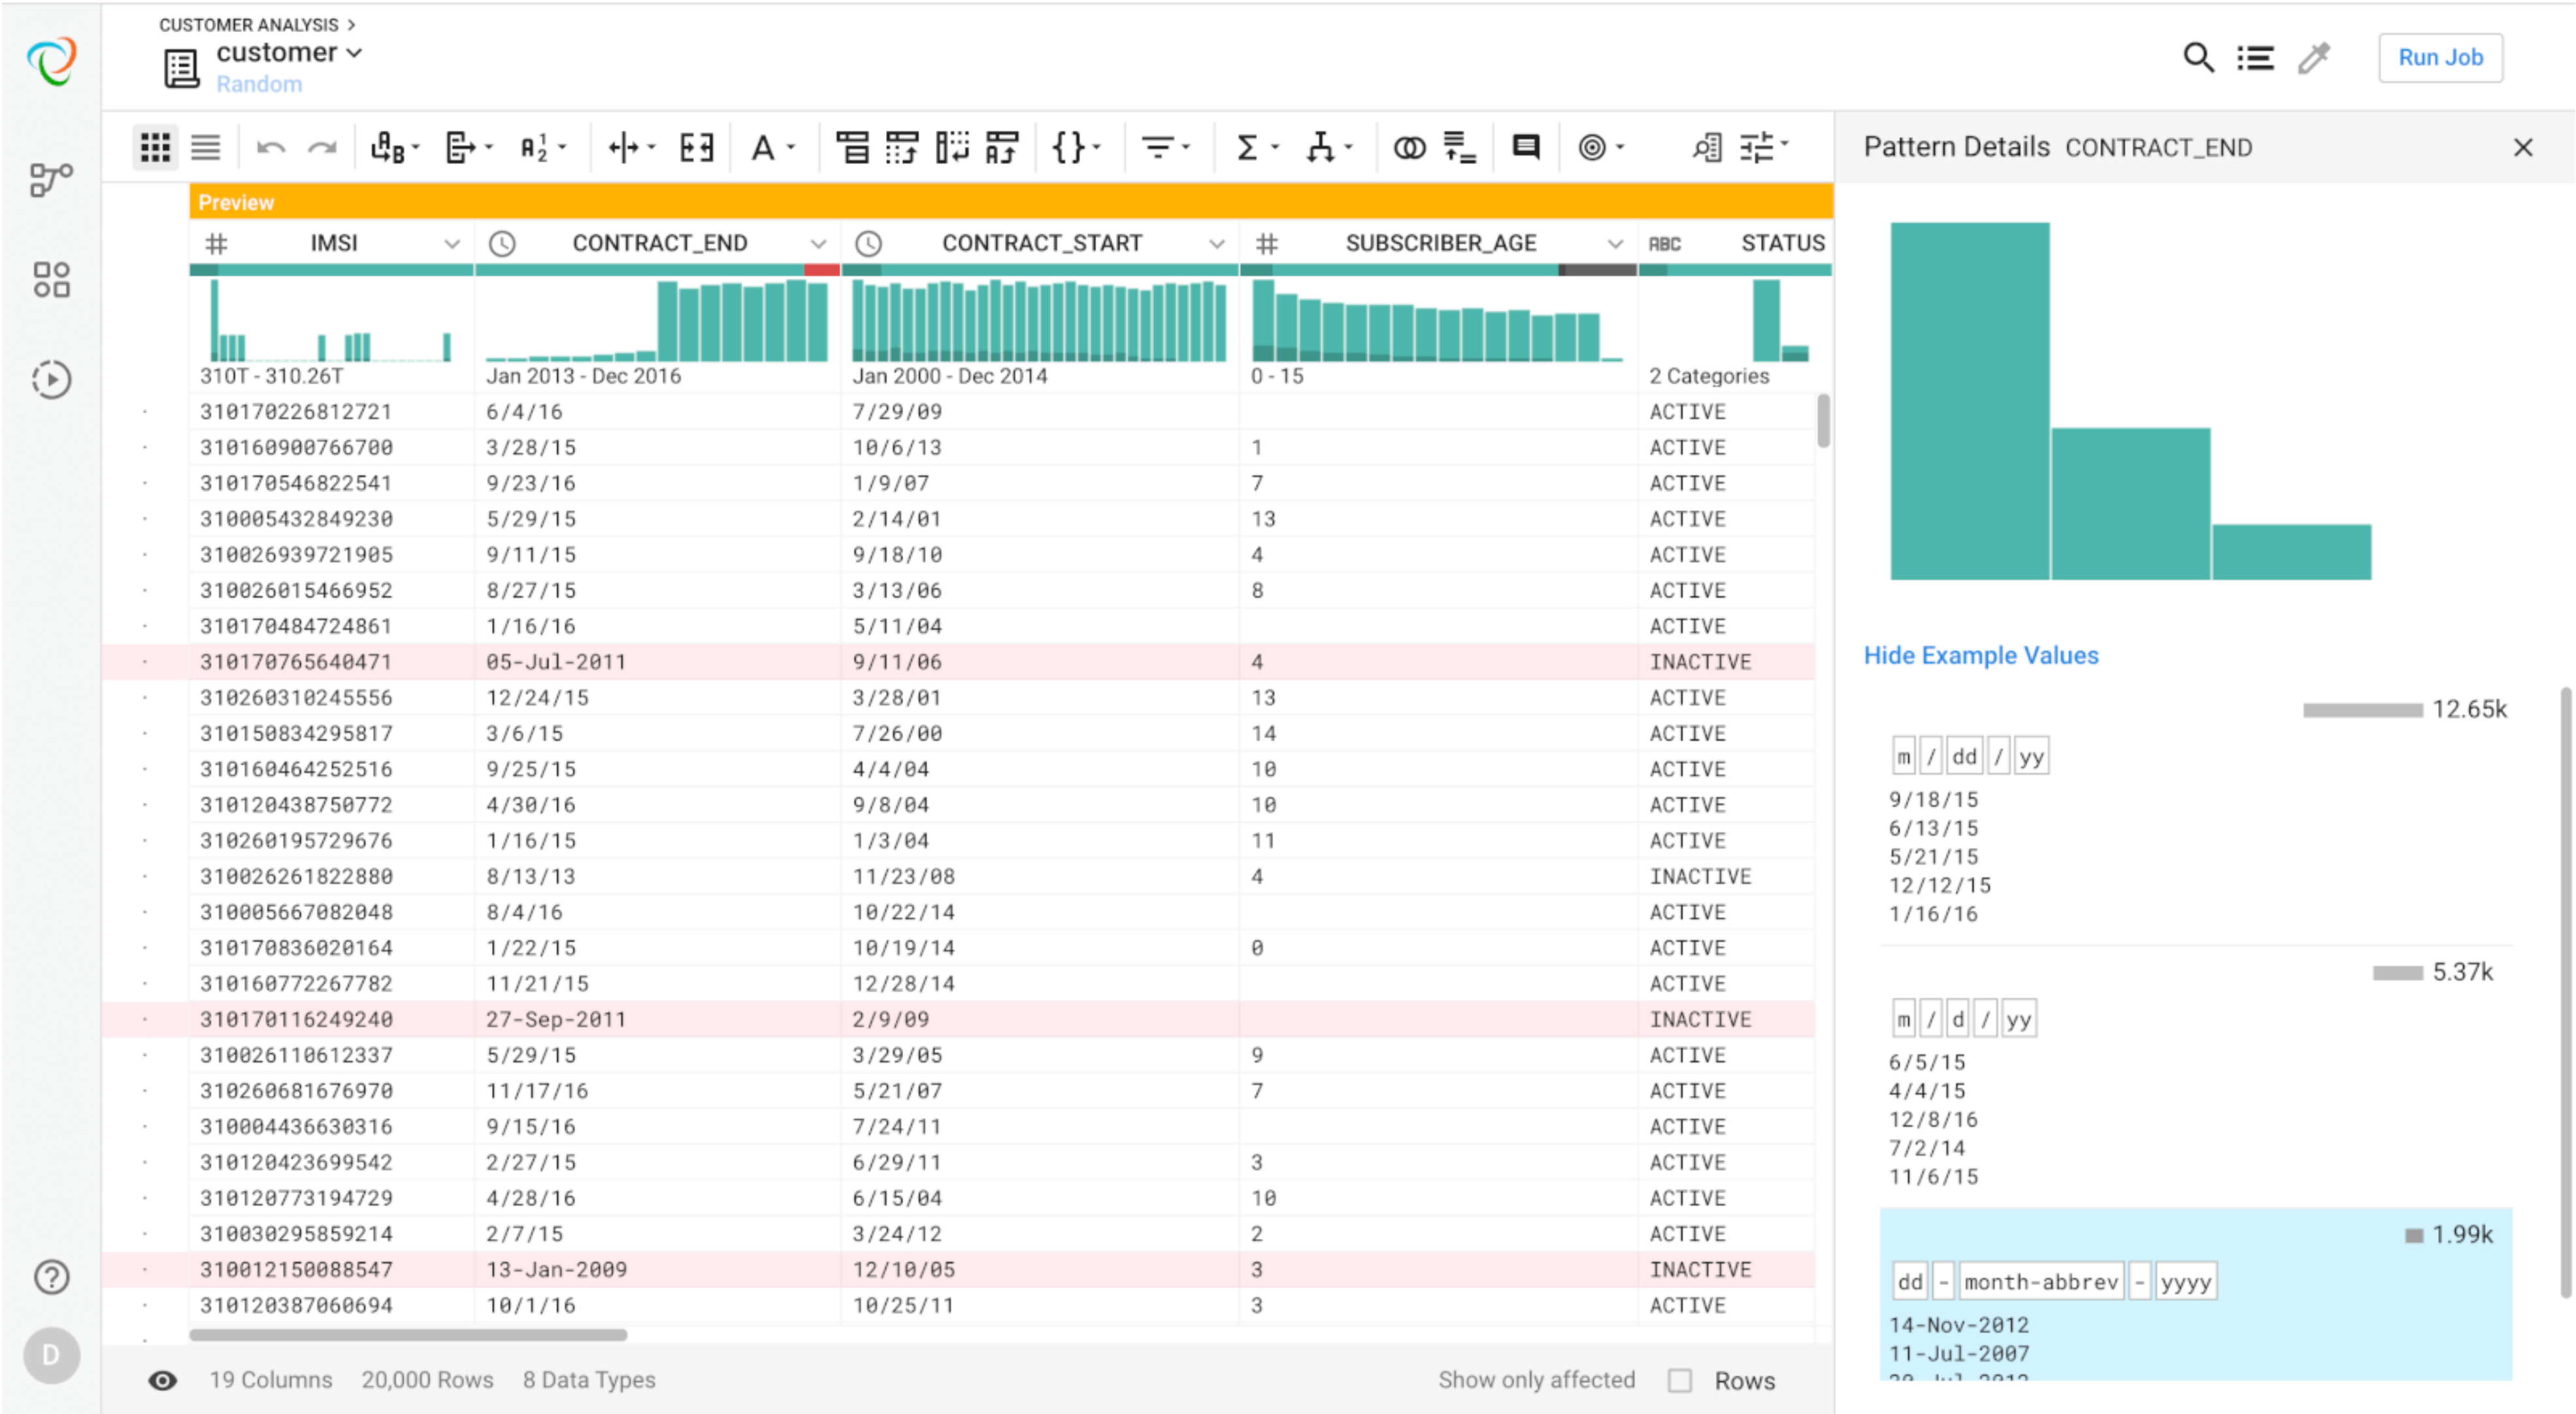 CUSTOMER ANALYSIS >
customer
Random
Run Job
Pattern Details CONTRACT_END
Preview
# IMSI CONTRACT_END CONTRACT_START # SUBSCRIBER_AGE ABC STATUS
310T - 310.26T Jan 2013 - Dec 2016 Jan 2000 - Dec 2014 0 - 15 2 Categories
310170226812721 6/4/16 7/29/09 ACTIVE
310160900766700 3/28/15 10/6/13 1 ACTIVE
310170546822541 9/23/16 1/9/07 7 ACTIVE
310005432849230 5/29/15 2/14/01 13 ACTIVE
310026939721905 9/11/15 9/18/10 4 ACTIVE
310026015466952 8/27/15 3/13/06 8 ACTIVE
310170484724861 1/16/16 5/11/04 ACTIVE
310170765640471 05-Jul-2011 9/11/06 4 INACTIVE
310260310245556 12/24/15 3/28/01 13 ACTIVE
310150834295817 3/6/15 7/26/00 14 ACTIVE
310160464252516 9/25/15 4/4/04 10 ACTIVE
310120438750772 4/30/16 9/8/04 10 ACTIVE
310260195729676 1/16/15 1/3/04 11 ACTIVE
310026261822880 8/13/13 11/23/08 4 INACTIVE
310005667082048 8/4/16 10/22/14 ACTIVE
310170836020164 1/22/15 10/19/14 0 ACTIVE
310160772267782 11/21/15 12/28/14 ACTIVE
310170116249240 27-Sep-2011 2/9/09 INACTIVE
310026110612337 5/29/15 3/29/05 9 ACTIVE
310260681676970 11/17/16 5/21/07 7 ACTIVE
310004436630316 9/15/16 7/24/11 ACTIVE
310120423699542 2/27/15 6/29/11 3 ACTIVE
310120773194729 4/28/16 6/15/04 10 ACTIVE
310030295859214 2/7/15 3/24/12 2 ACTIVE
310012150088547 13-Jan-2009 12/10/05 3 INACTIVE
310120387060694 10/1/16 10/25/11 3 ACTIVE
D
19 Columns 20,000 Rows 8 Data Types Show only affected Rows
Hide Example Values
12.65k
m / dd / yy
9/18/15
6/13/15
5/21/15
12/12/15
1/16/16
5.37k
m / d / yy
6/5/15
4/4/15
12/8/16
7/2/14
11/6/15
1.99k
dd - month-abbrev - yyyy
14-Nov-2012
11-Jul-2007